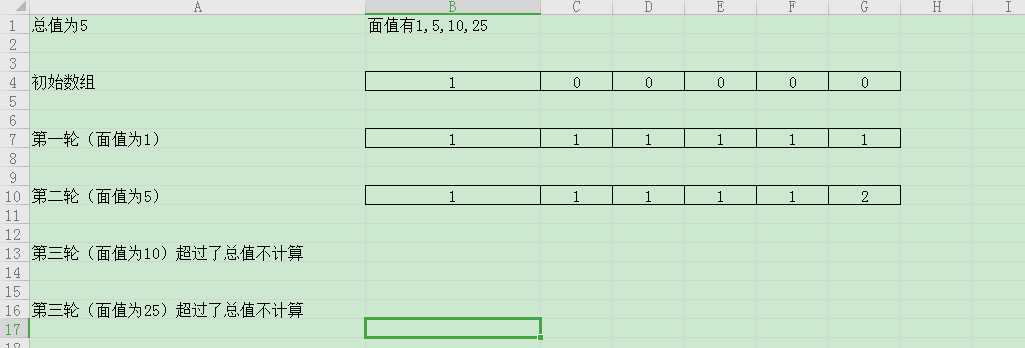 A B C D E F G H I
1 总值为5 面值有1,5,10,25
2
3
4 初始数组 1 0 0 0 0 0
5
6
7 第一轮（面值为1） 1 1 1 1 1 1
8
9
10 第二轮（面值为5） 1 1 1 1 1 2
11
12
13 第三轮（面值为10）超过了总值不计算
14
15
16 第三轮（面值为25）超过了总值不计算
17
18